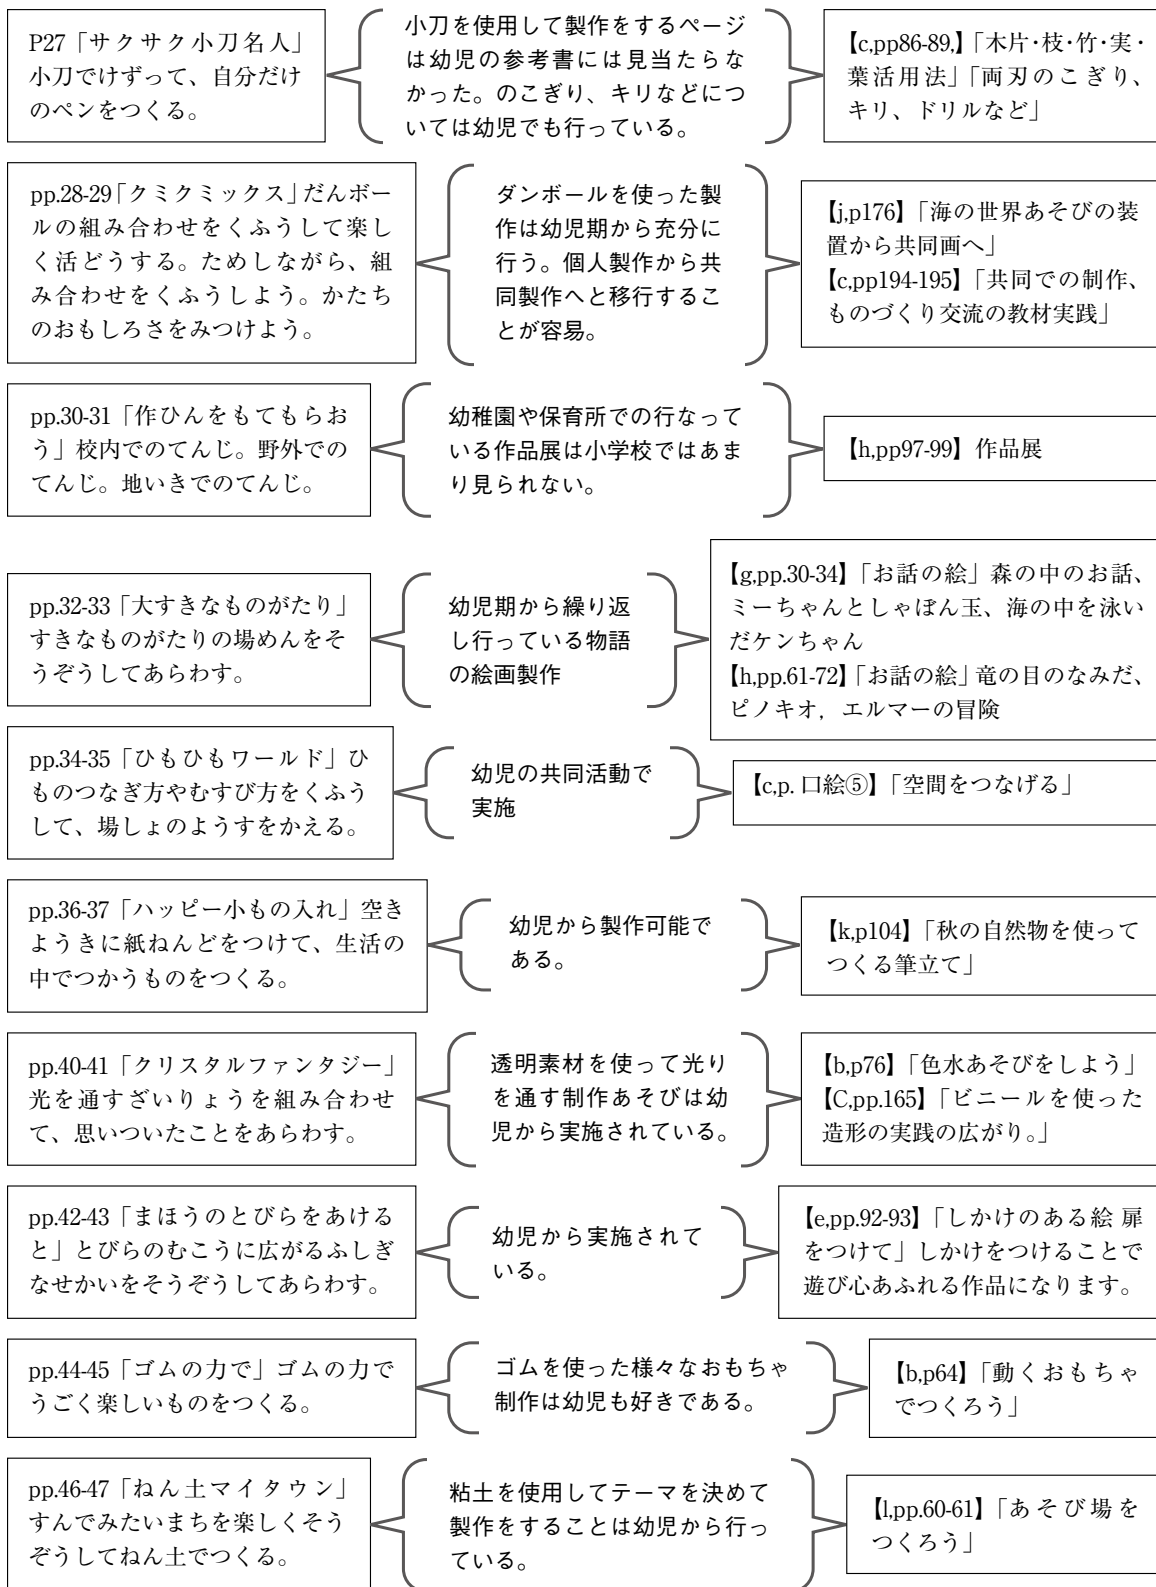 P27「サクサク小刀名人」
小刀でけずって、自分だけ
のペンをつくる。
小刀を使用して製作をするページ
は幼児の参考書には見当たらな
かった。のこぎり、キリなどにつ
いては幼児でも行っている。
【c,pp86-89,】「木片・枝・竹・実・
葉活用法」「両刃のこぎり、
キリ、ドリルなど」
pp.28-29「クミクミックス」だんボー
ルの組み合わせをくふうして楽し
く活どうする。ためしながら、組
み合わせをくふうしよう。かたち
のおもしろさをみつけよう。
ダンボールを使った製
作は幼児期から充分に
行う。個人製作から共
同製作へと移行するこ
とが容易。
【j,p176】「海の世界あそびの装
置から共同画へ」
【c,pp194-195】「共同での制作、
ものづくり交流の教材実践」
pp.30-31「作ひんをもてもらお
う」校内でのてんじ。野外での
てんじ。地いきでのてんじ。
幼稚園や保育所での行なって
いる作品展は小学校ではあま
り見られない。
【h,pp97-99】作品展
pp.32-33「大すきなものがたり」
すきなものがたりの場めんをそ
うぞうしてあらわす。
幼児期から繰り返
し行っている物語
の絵画製作
【g,pp.30-34】「お話の絵」森の中のお話、
ミーちゃんとしゃぼん玉、海の中を泳い
だケンちゃん
【h,pp.61-72】「お話の絵」竜の目のなみだ、
ピノキオ，エルマーの冒険
pp.34-35「ひもひもワールド」ひ
ものつなぎ方やむすび方をくふう
して、場しょのようすをかえる。
幼児の共同活動で
実施
【c,p. 口絵⑤】「空間をつなげる」
pp.36-37「ハッピー小もの入れ」空き
ようきに紙ねんどをつけて、生活の
中でつかうものをつくる。
幼児から製作可能で
ある。
【k,p104】「秋の自然物を使って
つくる筆立て」
pp.40-41「クリスタルファンタジー」
光を通すざいりょうを組み合わせ
て、思いついたことをあらわす。
透明素材を使って光り
を通す制作あそびは幼
児から実施されている。
【b,p76】「色水あそびをしよう」
【C,pp.165】「ビニールを使った
造形の実践の広がり。」
pp.42-43「まほうのとびらをあける
と」とびらのむこうに広がるふしぎ
なせかいをそうぞうしてあらわす。
幼児から実施されて
いる。
【e,pp.92-93】「しかけのある絵 扉
をつけて」しかけをつけることで
遊び心あふれる作品になります。
pp.44-45「ゴムの力で」ゴムの力で
うごく楽しいものをつくる。
ゴムを使った様々なおもちゃ
制作は幼児も好きである。
【b,p64】「動くおもちゃ
でつくろう」
pp.46-47「ねん土マイタウン」
すんでみたいまちを楽しくそう
ぞうしてねん土でつくる。
粘土を使用してテーマを決めて
製作をすることは幼児から行っ
ている。
【l,pp.60-61】「あそび場を
つくろう」